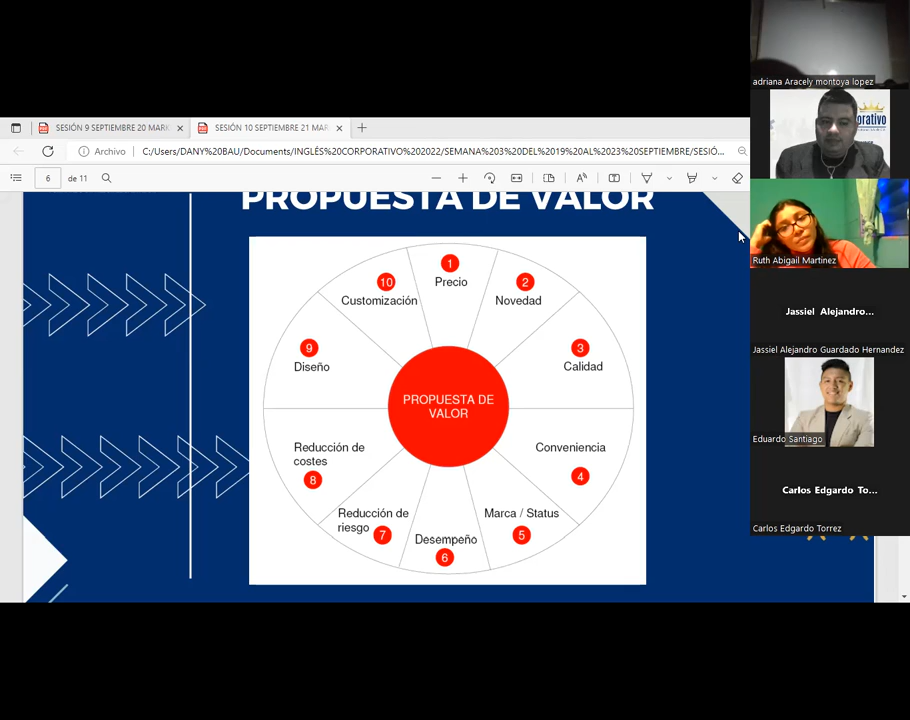 adriana Aracely montoya lopez
SESIÓN 9 SEPTIEMBRE 20 MAR
SESIÓN 10 SEPTIEMBRE 21 MAR
Archivo
C:/Users/DANY%20BAU/Documents/INGLÉS%20CORPORATIVO%202022/SEMANA%203%20DEL%2019%20AL%2023%20SEPTIEMBRE/SESIÓ...
6
de 11
PROPUESTA DE VALOR
1
Precio
2
Novedad
3
Calidad
Conveniencia
4
Marca / Status
5
Desempeño
6
Reducción de
riesgo
7
Reducción de
costes
8
9
Diseño
10
Customización
PROPUESTA DE
VALOR
orativo
Ruth Abigail Martinez
Jassiel Alejandro...
Jassiel Alejandro Guardado Hernandez
Eduardo Santiago
Carlos Edgardo To...
Carlos Edgardo Torrez